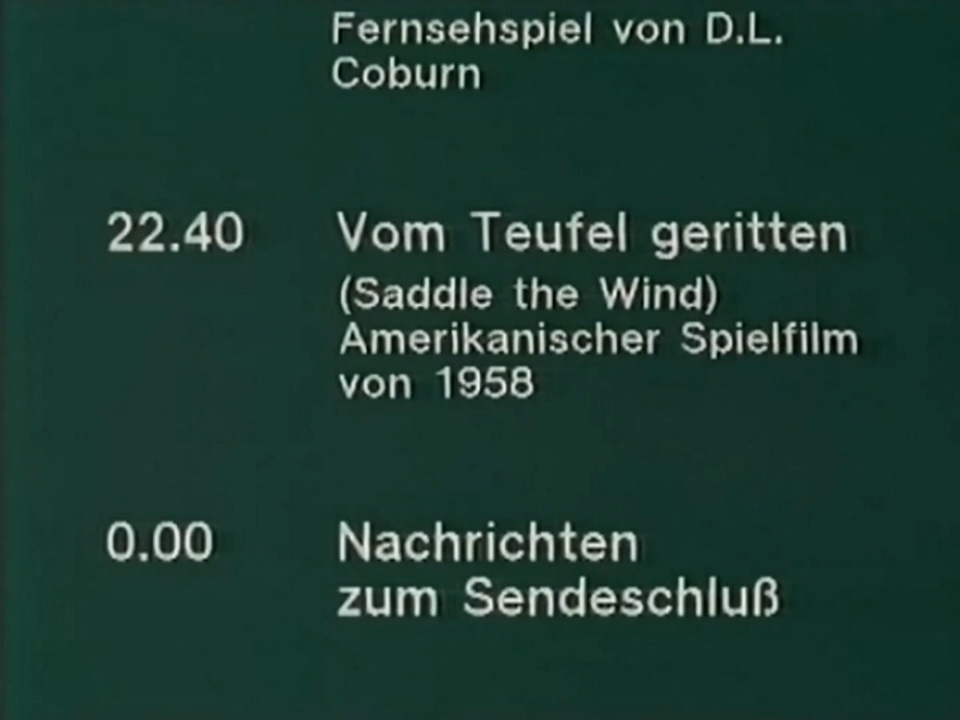 Fernsehspiel von D.L.
Coburn
22.40 Vom Teufel geritten
(Saddle the Wind)
Amerikanischer Spielfilm
von 1958
0.00 Nachrichten
zum Sendeschluß